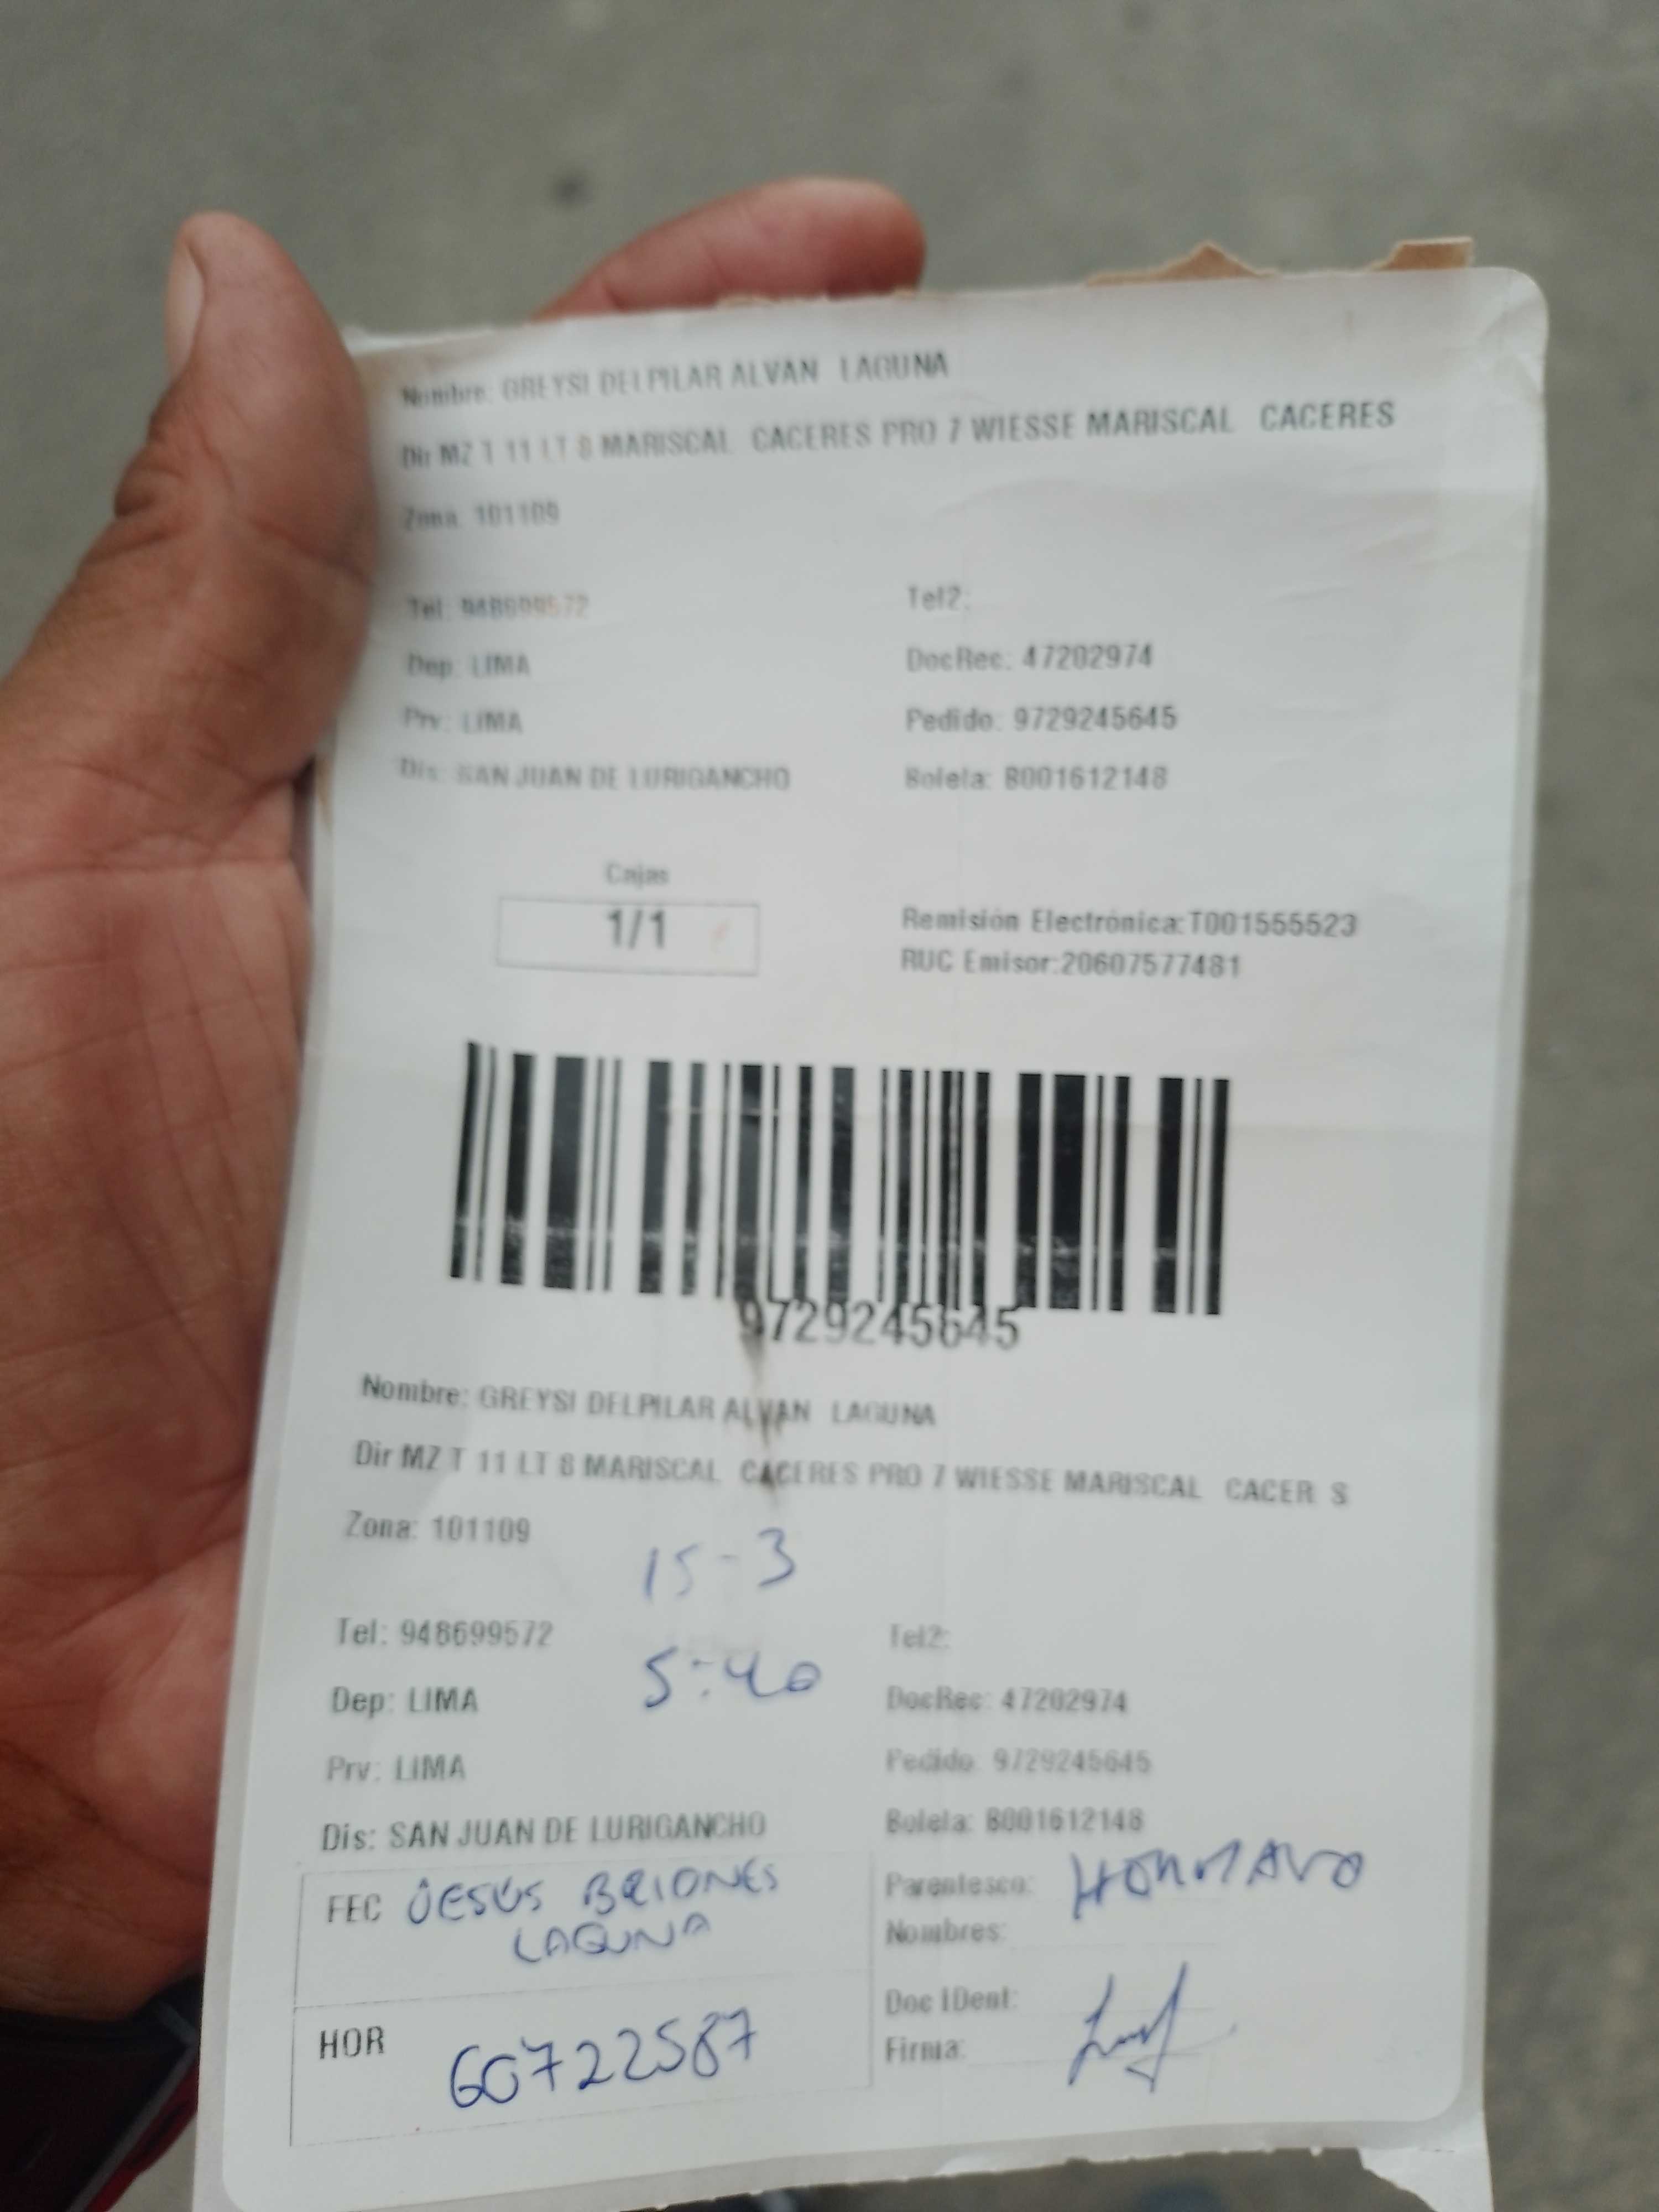 Nombre: GREYSI DELPILAR ALVAN LAGUNA
Dir MZ T 11 LT 8 MARISCAL CACERES PRO 7 WIESSE MARISCAL CACERES
Zona: 101109
Tel: 948699572 Tel2:
Dep: LIMA DocRec: 47202974
Prv: LIMA Pedido: 9729245645
Dis: SAN JUAN DE LURIGANCHO Boleta: B001612148
Cajas
1/1
Remisión Electrónica:T001555523
RUC Emisor:20607577481
9729245645
Nombre: GREYSI DELPILAR ALVAN LAGUNA
Dir MZ T 11 LT 8 MARISCAL CACERES PRO 7 WIESSE MARISCAL CACER S
Zona: 101109
15-3
Tel: 948699572 Tel2:
5:40
Dep: LIMA DocRec: 47202974
Prv: LIMA Pedido: 9729245645
Dis: SAN JUAN DE LURIGANCHO Boleta: B001612148
FEC JESÚS BRIONES
LAGUNA
Parentesco:
Nombres:
HOR 60722587
Doc IDent:
Firma: